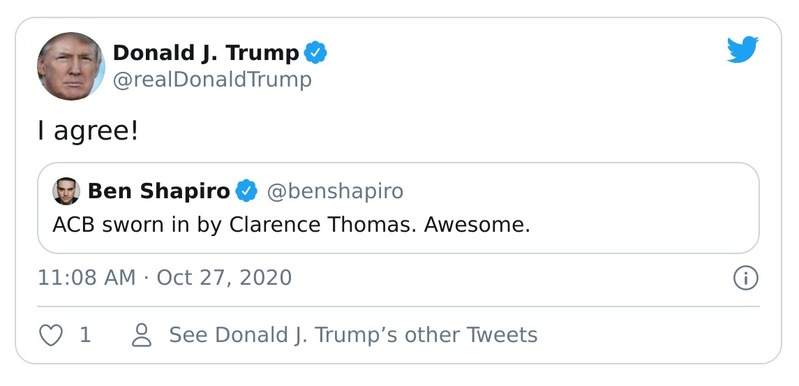 Donald J. Trump
@realDonaldTrump
I agree!
Ben Shapiro @benshapiro
ACB sworn in by Clarence Thomas. Awesome.
11:08 AM · Oct 27, 2020
1 See Donald J. Trump’s other Tweets